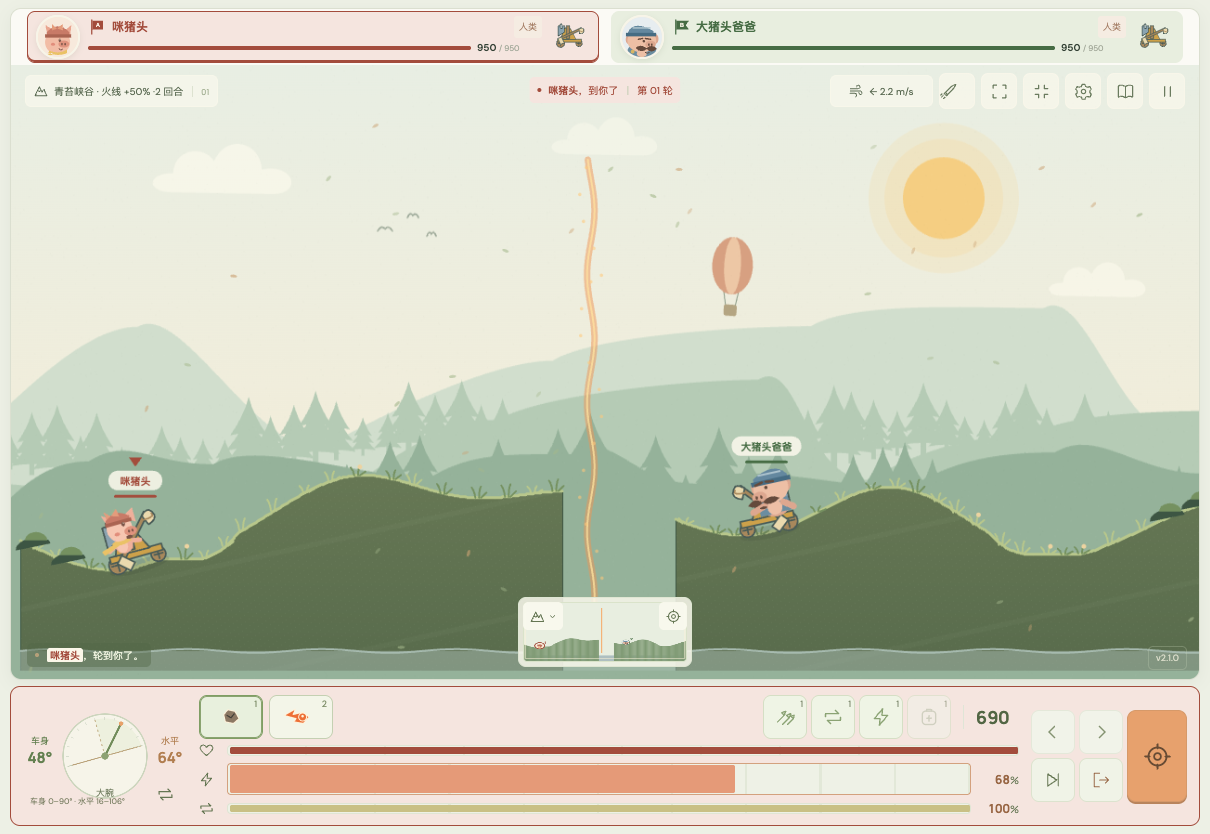 咪猪头
人类
950 / 950
大猪头爸爸
人类
950 / 950
青苔峡谷 · 火线 +50% ·2 回合 01
咪猪头，到你了 第 01 轮
← 2.2 m/s
大猪头爸爸
咪猪头
咪猪头，轮到你了。
v2.1.0
1
2
1
1
1
1
690
车身
48°
水平
64°
大腕
车身 0–90° · 水平 16–106°
68%
100%